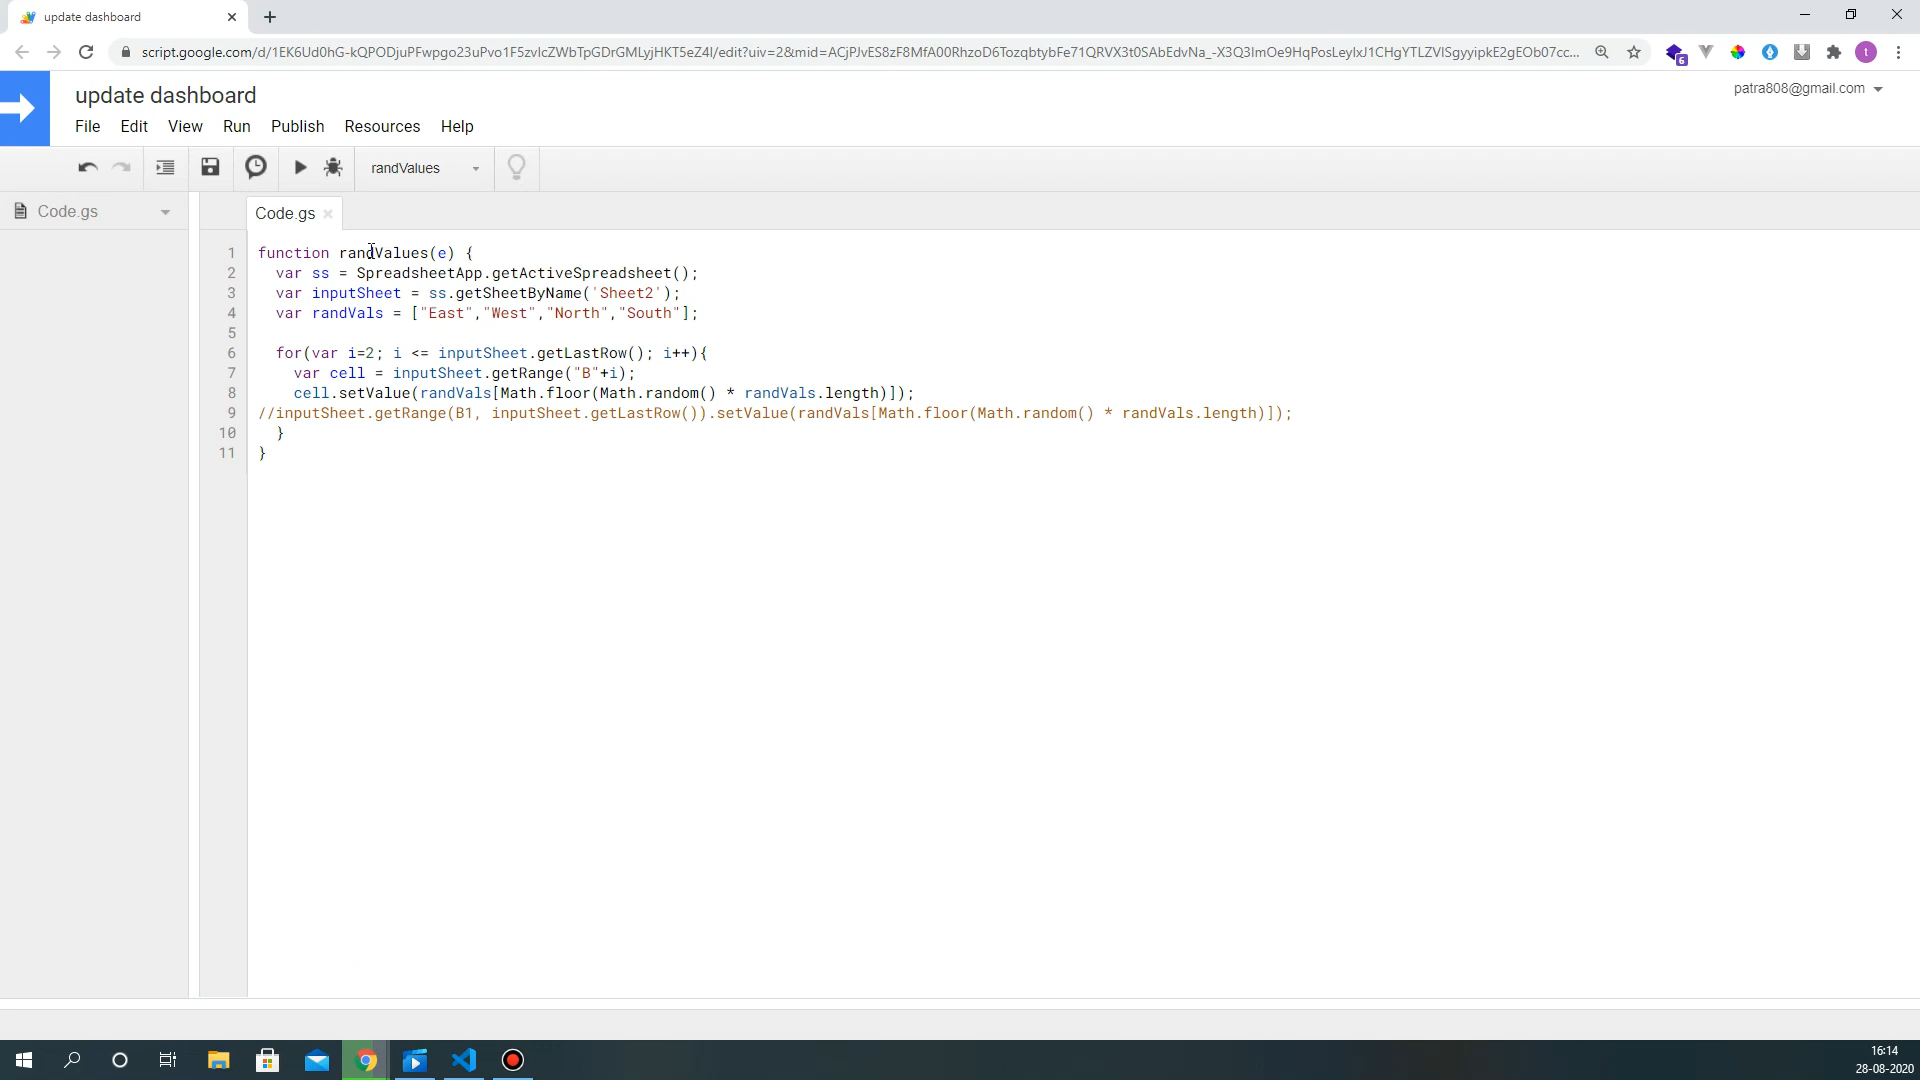 update dashboard
script.google.com/d/1EK6Ud0hG-kQPODjuPFwpgo23uPvo1F5zvlcZWbTpGDrGMLyjHKT5eZ4I/edit?uiv=2&mid=ACjPJvES8zF8MfA00RhzoD6TozqbtybFe71QRVX3t0SAbEdvNa_-X3Q3ImOe9HqPosLeylxJ1CHgYTLZVlSgyyipkE2gEOb07cc...
6
t
update dashboard
patra808@gmail.com
File Edit View Run Publish Resources Help
randValues
Code.gs
Code.gs
1 function randValues(e) {
2 var ss = SpreadsheetApp.getActiveSpreadsheet();
3 var inputSheet = ss.getSheetByName('Sheet2');
4 var randVals = ["East","West","North","South"];
5
6 for(var i=2; i <= inputSheet.getLastRow(); i++){
7 var cell = inputSheet.getRange("B"+i);
8 cell.setValue(randVals[Math.floor(Math.random() * randVals.length)]);
9 //inputSheet.getRange(B1, inputSheet.getLastRow()).setValue(randVals[Math.floor(Math.random() * randVals.length)]);
10 }
11 }
16:14
28-08-2020